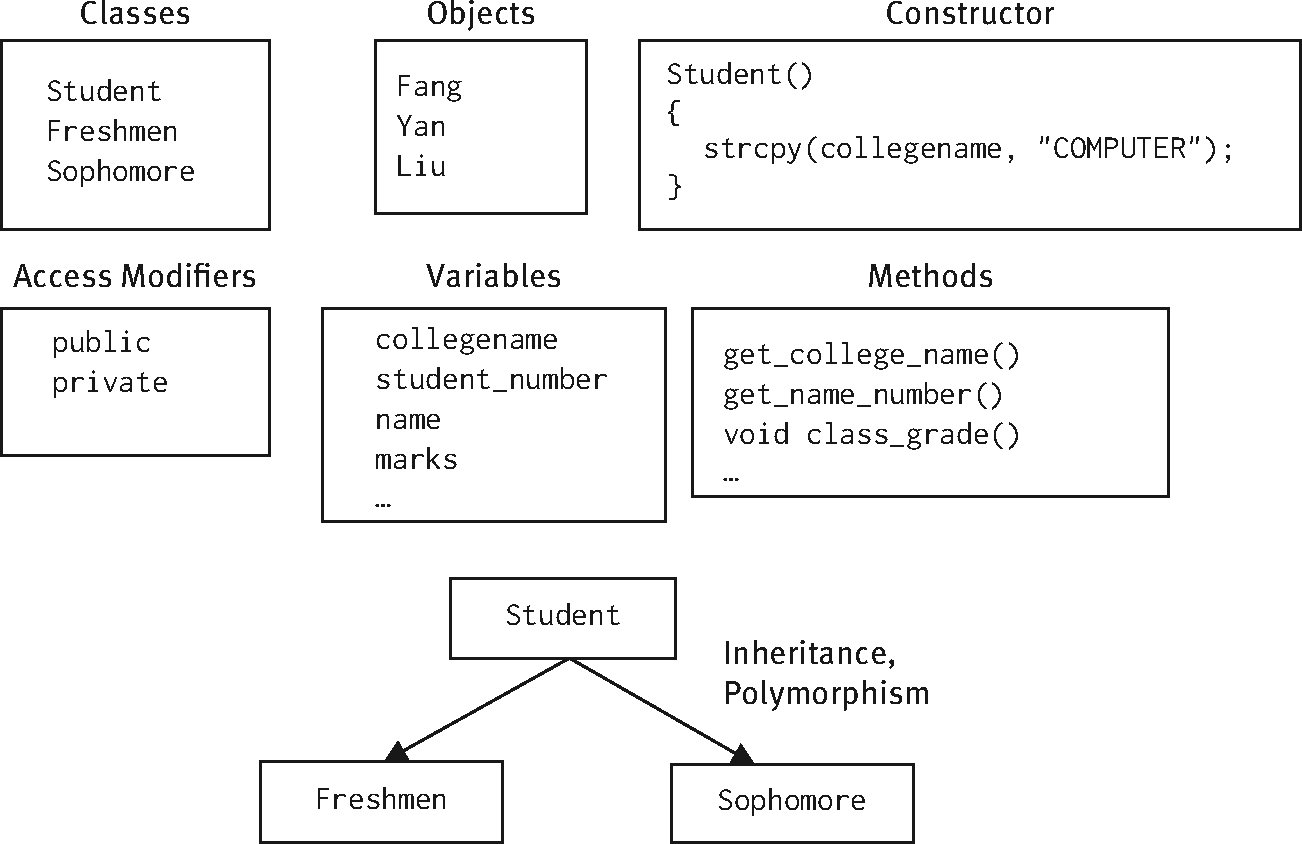 Classes
Student
Freshmen
Sophomore
Objects
Fang
Yan
Liu
Constructor
Student()
{
strcpy(collegename, "COMPUTER");
}
Access Modifiers
public
private
Variables
collegename
student_number
name
marks
…
Methods
get_college_name()
get_name_number()
void class_grade()
…
Student
Inheritance,
Polymorphism
Freshmen
Sophomore